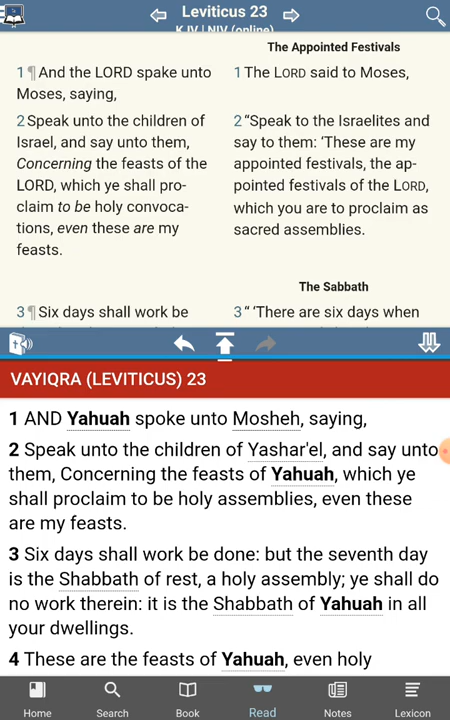 Leviticus 23
KJV | NIV (online)
1 ¶ And the LORD spake unto
Moses, saying,
2 Speak unto the children of
Israel, and say unto them,
Concerning the feasts of the
LORD, which ye shall pro-
claim to be holy convoca-
tions, even these are my
feasts.
3 ¶ Six days shall work be
The Appointed Festivals
1 The LORD said to Moses,
2 “Speak to the Israelites and
say to them: ‘These are my
appointed festivals, the ap-
pointed festivals of the LORD,
which you are to proclaim as
sacred assemblies.
The Sabbath
3 “ ‘There are six days when
VAYIQRA (LEVITICUS) 23
1 AND Yahuah spoke unto Mosheh, saying,
2 Speak unto the children of Yashar'el, and say unto
them, Concerning the feasts of Yahuah, which ye
shall proclaim to be holy assemblies, even these
are my feasts.
3 Six days shall work be done: but the seventh day
is the Shabbath of rest, a holy assembly; ye shall do
no work therein: it is the Shabbath of Yahuah in all
your dwellings.
4 These are the feasts of Yahuah, even holy
Home Search Book Read Notes Lexicon